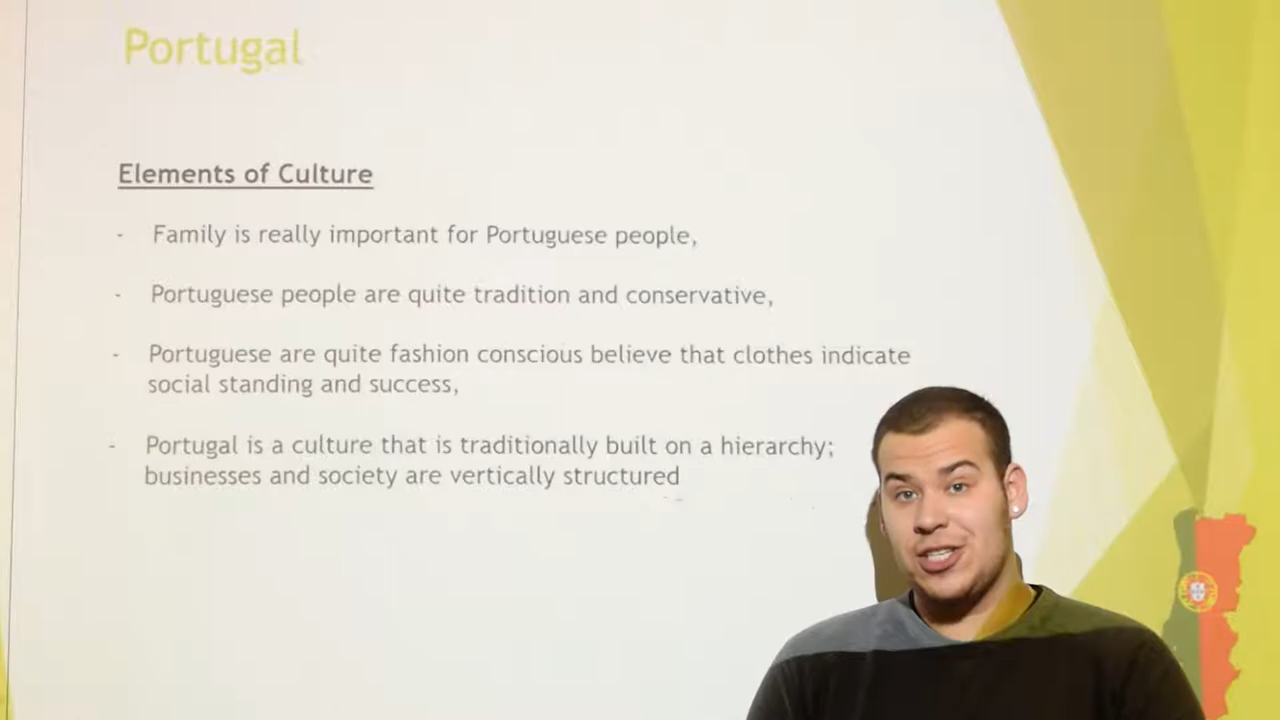 Portugal
Elements of Culture
- Family is really important for Portuguese people,
- Portuguese people are quite tradition and conservative,
- Portuguese are quite fashion conscious believe that clothes indicate
social standing and success,
- Portugal is a culture that is traditionally built on a hierarchy;
businesses and society are vertically structured